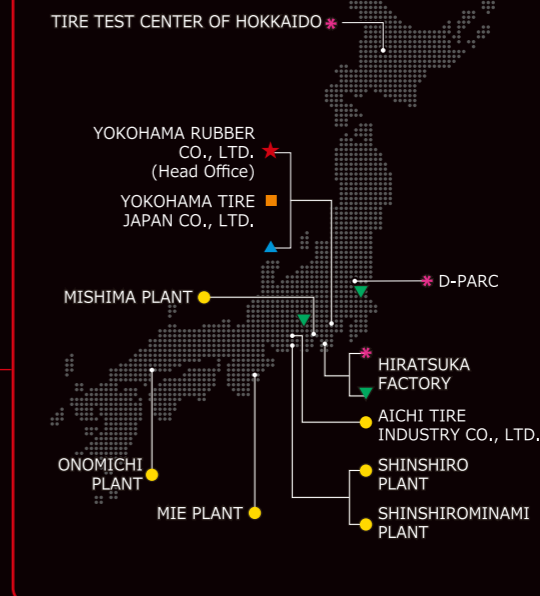 TIRE TEST CENTER OF HOKKAIDO
YOKOHAMA RUBBER
CO., LTD.
(Head Office)
YOKOHAMA TIRE
JAPAN CO., LTD.
D-PARC
MISHIMA PLANT
HIRATSUKA
FACTORY
AICHI TIRE
INDUSTRY CO., LTD.
ONOMICHI
PLANT
SHINSHIRO
PLANT
MIE PLANT
SHINSHIROMINAMI
PLANT